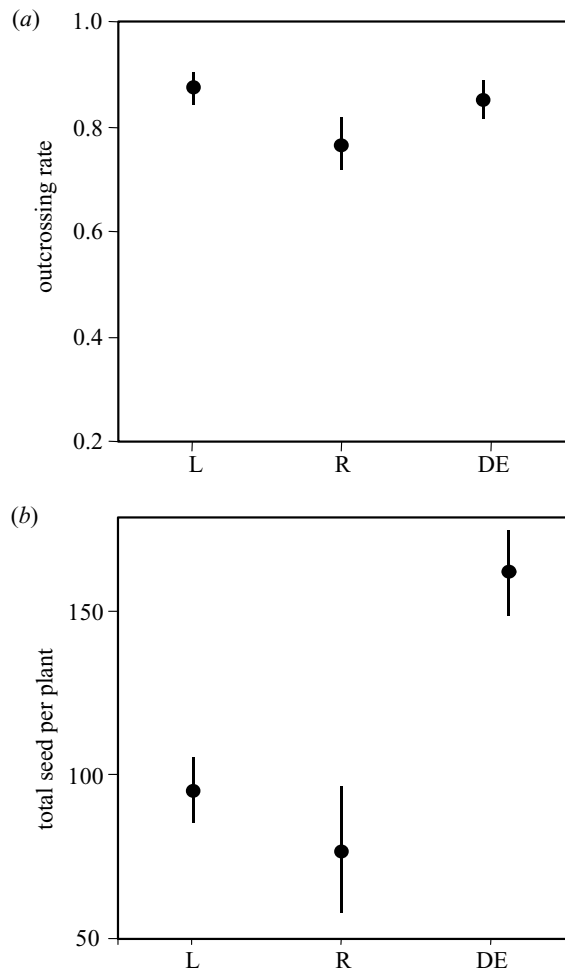 (a)
1.0
0.8
0.6
0.4
0.2
outcrossing rate
L R DE
(b)
150
100
50
total seed per plant
L R DE